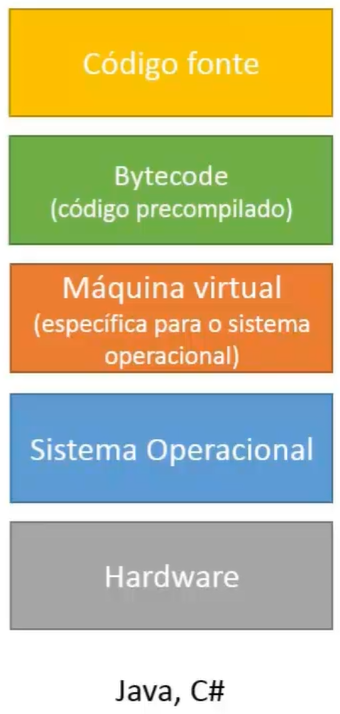 Código fonte
Bytecode
(código precompilado)
Máquina virtual
(específica para o sistema
operacional)
Sistema Operacional
Hardware
Java, C#